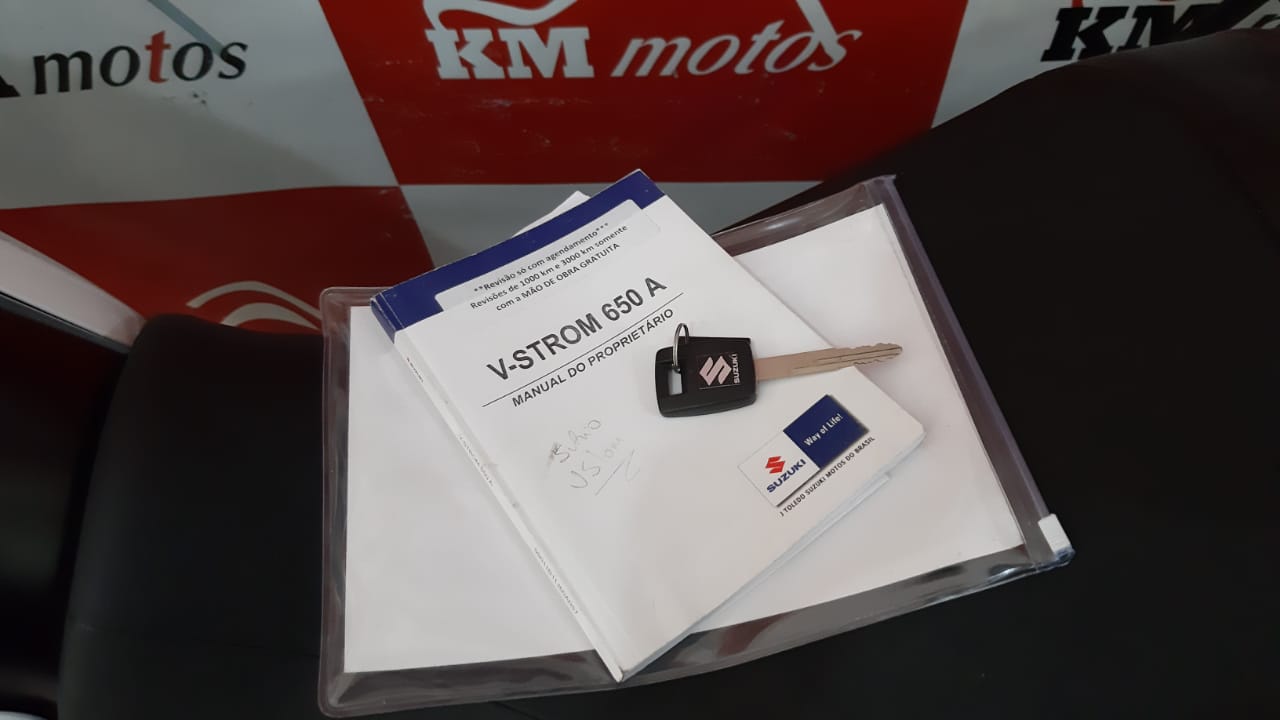 motos
KM motos
KM
**Revisão só com agendamento***
Revisões de 1000 km e 3000 km somente
com a MÃO DE OBRA GRATUITA
V-STROM 650 A
MANUAL DO PROPRIETÁRIO
SUZUKI
Way of Life!
SUZUKI
J TOLEDO SUZUKI MOTOS DO BRASIL